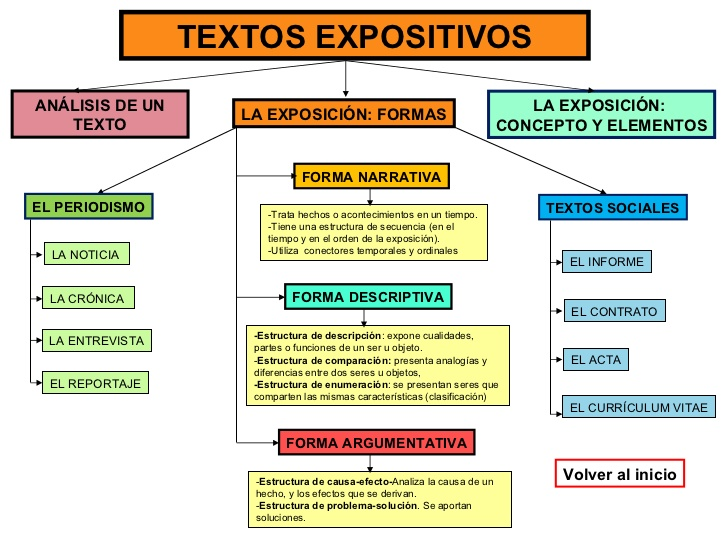 TEXTOS EXPOSITIVOS
ANÁLISIS DE UN
TEXTO
LA EXPOSICIÓN: FORMAS
LA EXPOSICIÓN:
CONCEPTO Y ELEMENTOS
EL PERIODISMO
LA NOTICIA
LA CRÓNICA
LA ENTREVISTA
EL REPORTAJE
FORMA NARRATIVA
-Trata hechos o acontecimientos en un tiempo.
-Tiene una estructura de secuencia (en el
tiempo y en el orden de la exposición).
-Utiliza conectores temporales y ordinales
FORMA DESCRIPTIVA
-Estructura de descripción: expone cualidades,
partes o funciones de un ser u objeto.
-Estructura de comparación: presenta analogías y
diferencias entre dos seres u objetos,
-Estructura de enumeración: se presentan seres que
comparten las mismas características (clasificación)
FORMA ARGUMENTATIVA
-Estructura de causa-efecto-Analiza la causa de un
hecho, y los efectos que se derivan.
-Estructura de problema-solución. Se aportan
soluciones.
TEXTOS SOCIALES
EL INFORME
EL CONTRATO
EL ACTA
EL CURRÍCULUM VITAE
Volver al inicio